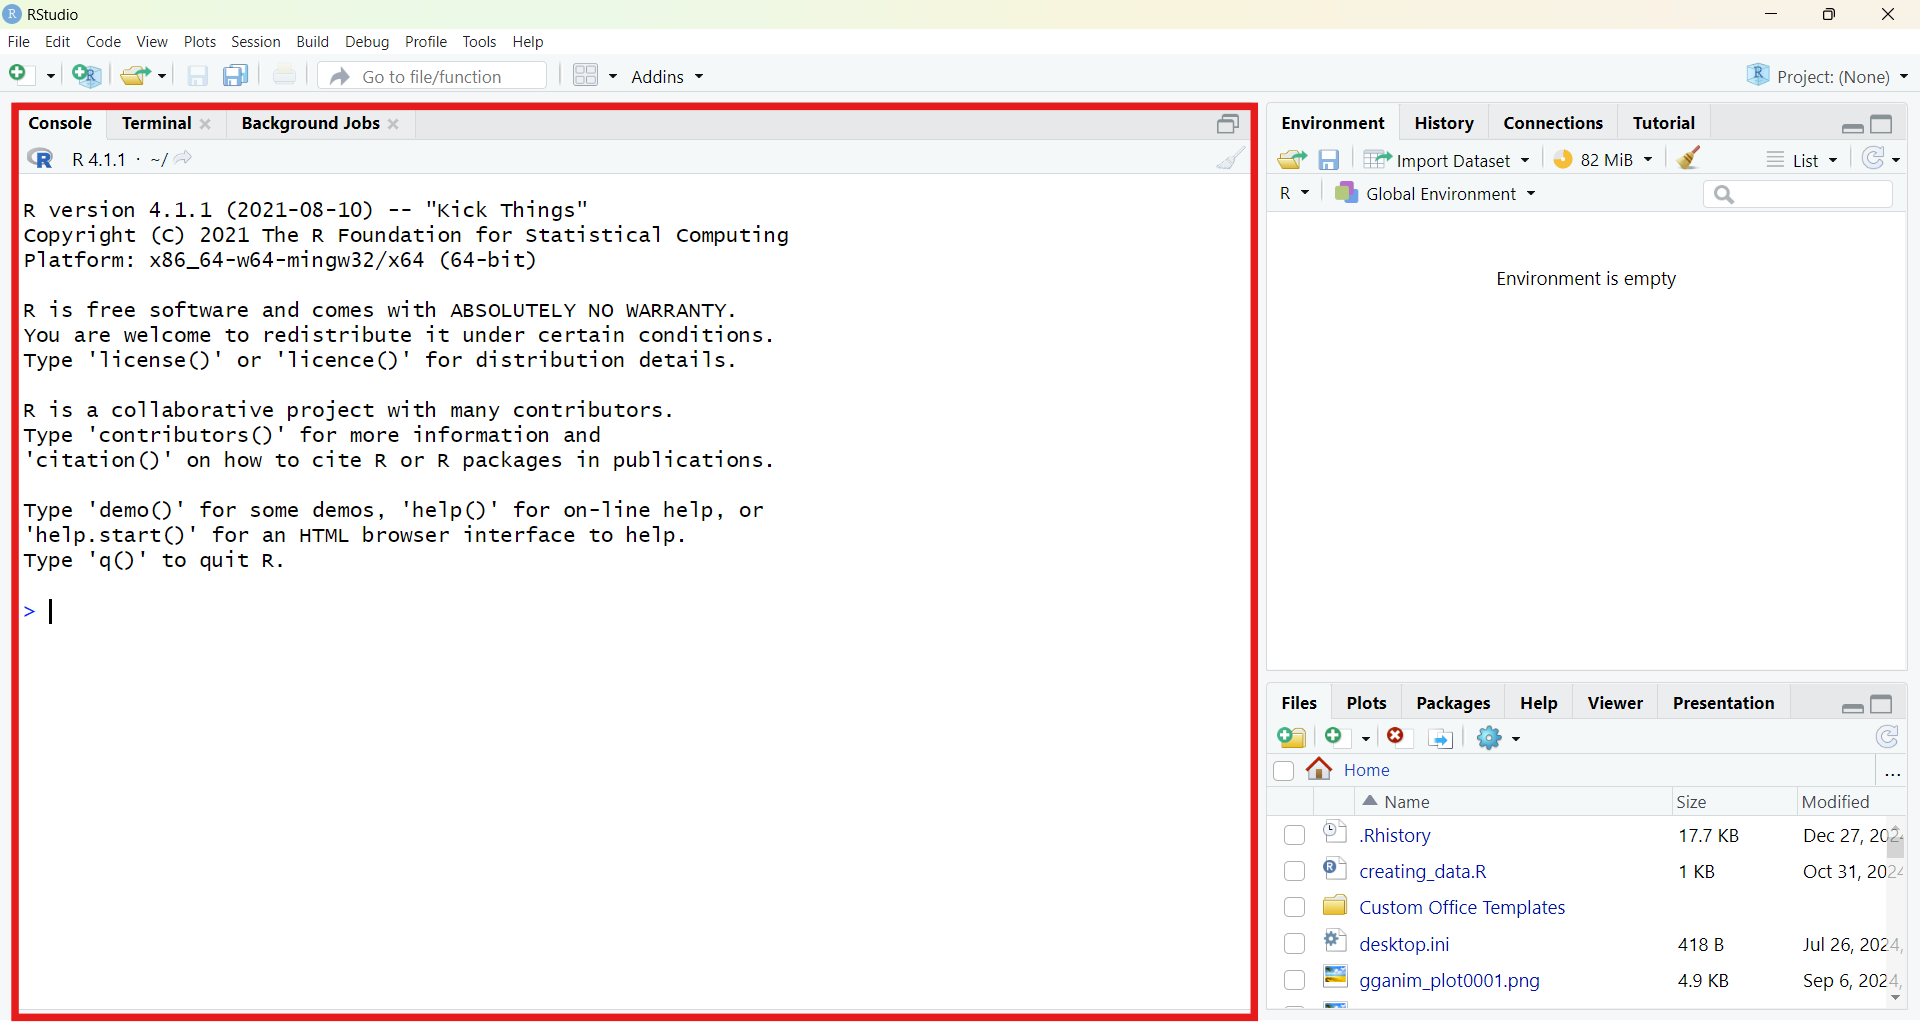 RStudio
File Edit Code View Plots Session Build Debug Profile Tools Help
Go to file/function Addins Project: (None)
Console Terminal Background Jobs
R 4.1.1 · ~/
R version 4.1.1 (2021-08-10) -- "Kick Things"
Copyright (C) 2021 The R Foundation for Statistical Computing
Platform: x86_64-w64-mingw32/x64 (64-bit)
R is free software and comes with ABSOLUTELY NO WARRANTY.
You are welcome to redistribute it under certain conditions.
Type 'license()' or 'licence()' for distribution details.
R is a collaborative project with many contributors.
Type 'contributors()' for more information and
'citation()' on how to cite R or R packages in publications.
Type 'demo()' for some demos, 'help()' for on-line help, or
'help.start()' for an HTML browser interface to help.
Type 'q()' to quit R.
>
Environment History Connections Tutorial
Import Dataset 82 MiB List
R Global Environment
Environment is empty
Files Plots Packages Help Viewer Presentation
Home ...
Name Size Modified
.Rhistory 17.7 KB Dec 27, 2024
creating_data.R 1 KB Oct 31, 2024
Custom Office Templates
desktop.ini 418 B Jul 26, 2024,
gganim_plot0001.png 4.9 KB Sep 6, 2024,